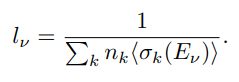 l_ν = 1 / ∑_k n_k⟨σ_k(E_ν)⟩.